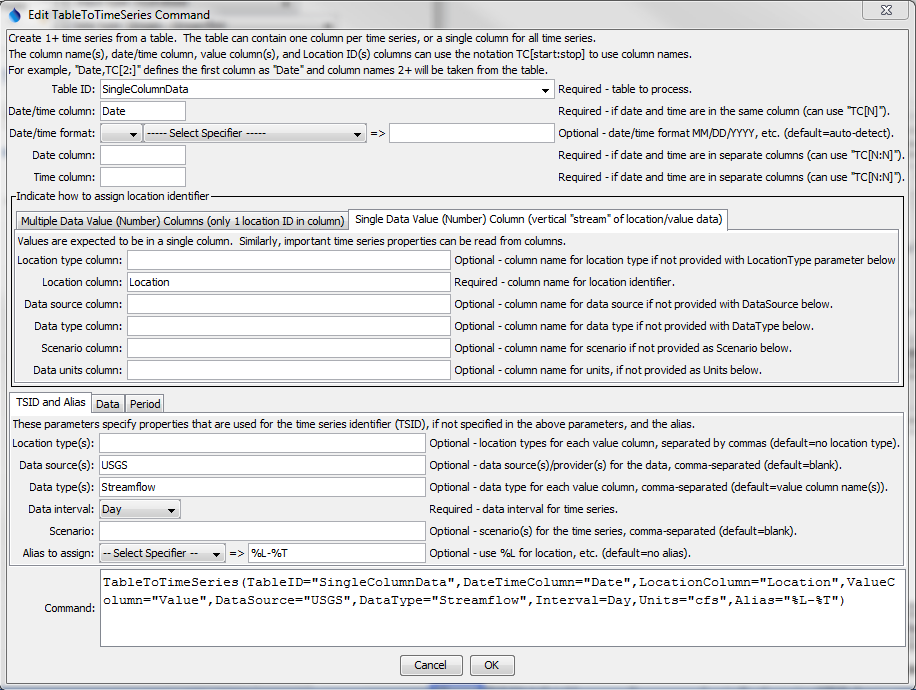 Edit TableToTimeSeries Command
Create 1+ time series from a table. The table can contain one column per time series, or a single column for all time series.
The column name(s), date/time column, value column(s), and Location ID(s) columns can use the notation TC[start:stop] to use column names.
For example, "Date,TC[2:]" defines the first column as "Date" and column names 2+ will be taken from the table.
Table ID: SingleColumnData Required - table to process.
Date/time column: Date Required - if date and time are in the same column (can use "TC[N]").
Date/time format: ----- Select Specifier ----- => Optional - date/time format MM/DD/YYYY, etc. (default=auto-detect).
Date column: Required - if date and time are in separate columns (can use "TC[N:N]").
Time column: Required - if date and time are in separate columns (can use "TC[N:N]").
Indicate how to assign location identifier
Multiple Data Value (Number) Columns (only 1 location ID in column) Single Data Value (Number) Column (vertical "stream" of location/value data)
Values are expected to be in a single column. Similarly, important time series properties can be read from columns.
Location type column: Optional - column name for location type if not provided with LocationType parameter below
Location column: Location Required - column name for location identifier.
Data source column: Optional - column name for data source if not provided with DataSource below.
Data type column: Optional - column name for data type if not provided with DataType below.
Scenario column: Optional - column name for scenario if not provided as Scenario below.
Data units column: Optional - column name for units, if not provided as Units below.
TSID and Alias Data Period
These parameters specify properties that are used for the time series identifier (TSID), if not specified in the above parameters, and the alias.
Location type(s): Optional - location types for each value column, separated by commas (default=no location type).
Data source(s): USGS Optional - data source(s)/provider(s) for the data, comma-separated (default=blank).
Data type(s): Streamflow Optional - data type for each value column, comma-separated (default=value column name(s)).
Data interval: Day Required - data interval for time series.
Scenario: Optional - scenario(s) for the time series, comma-separated (default=blank).
Alias to assign: -- Select Specifier -- => %L-%T Optional - use %L for location, etc. (default=no alias).
Command: TableToTimeSeries(TableID="SingleColumnData",DateTimeColumn="Date",LocationColumn="Location",ValueC
olumn="Value",DataSource="USGS",DataType="Streamflow",Interval=Day,Units="cfs",Alias="%L-%T")
Cancel OK